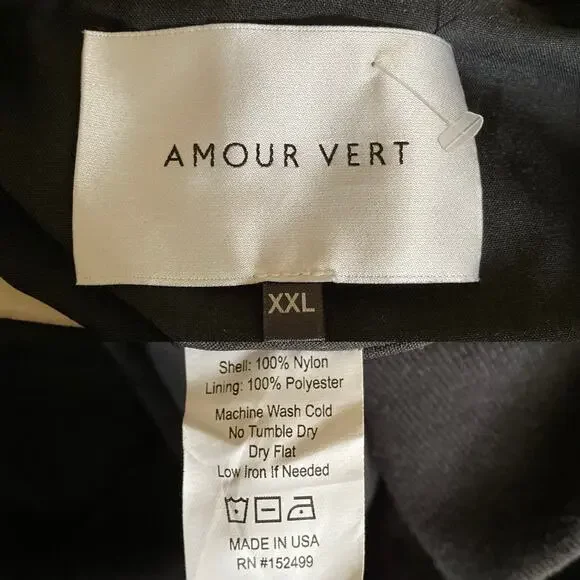 AMOUR VERT
XXL
Shell: 100% Nylon
Lining: 100% Polyester
Machine Wash Cold
No Tumble Dry
Dry Flat
Low Iron If Needed
MADE IN USA
RN #152499